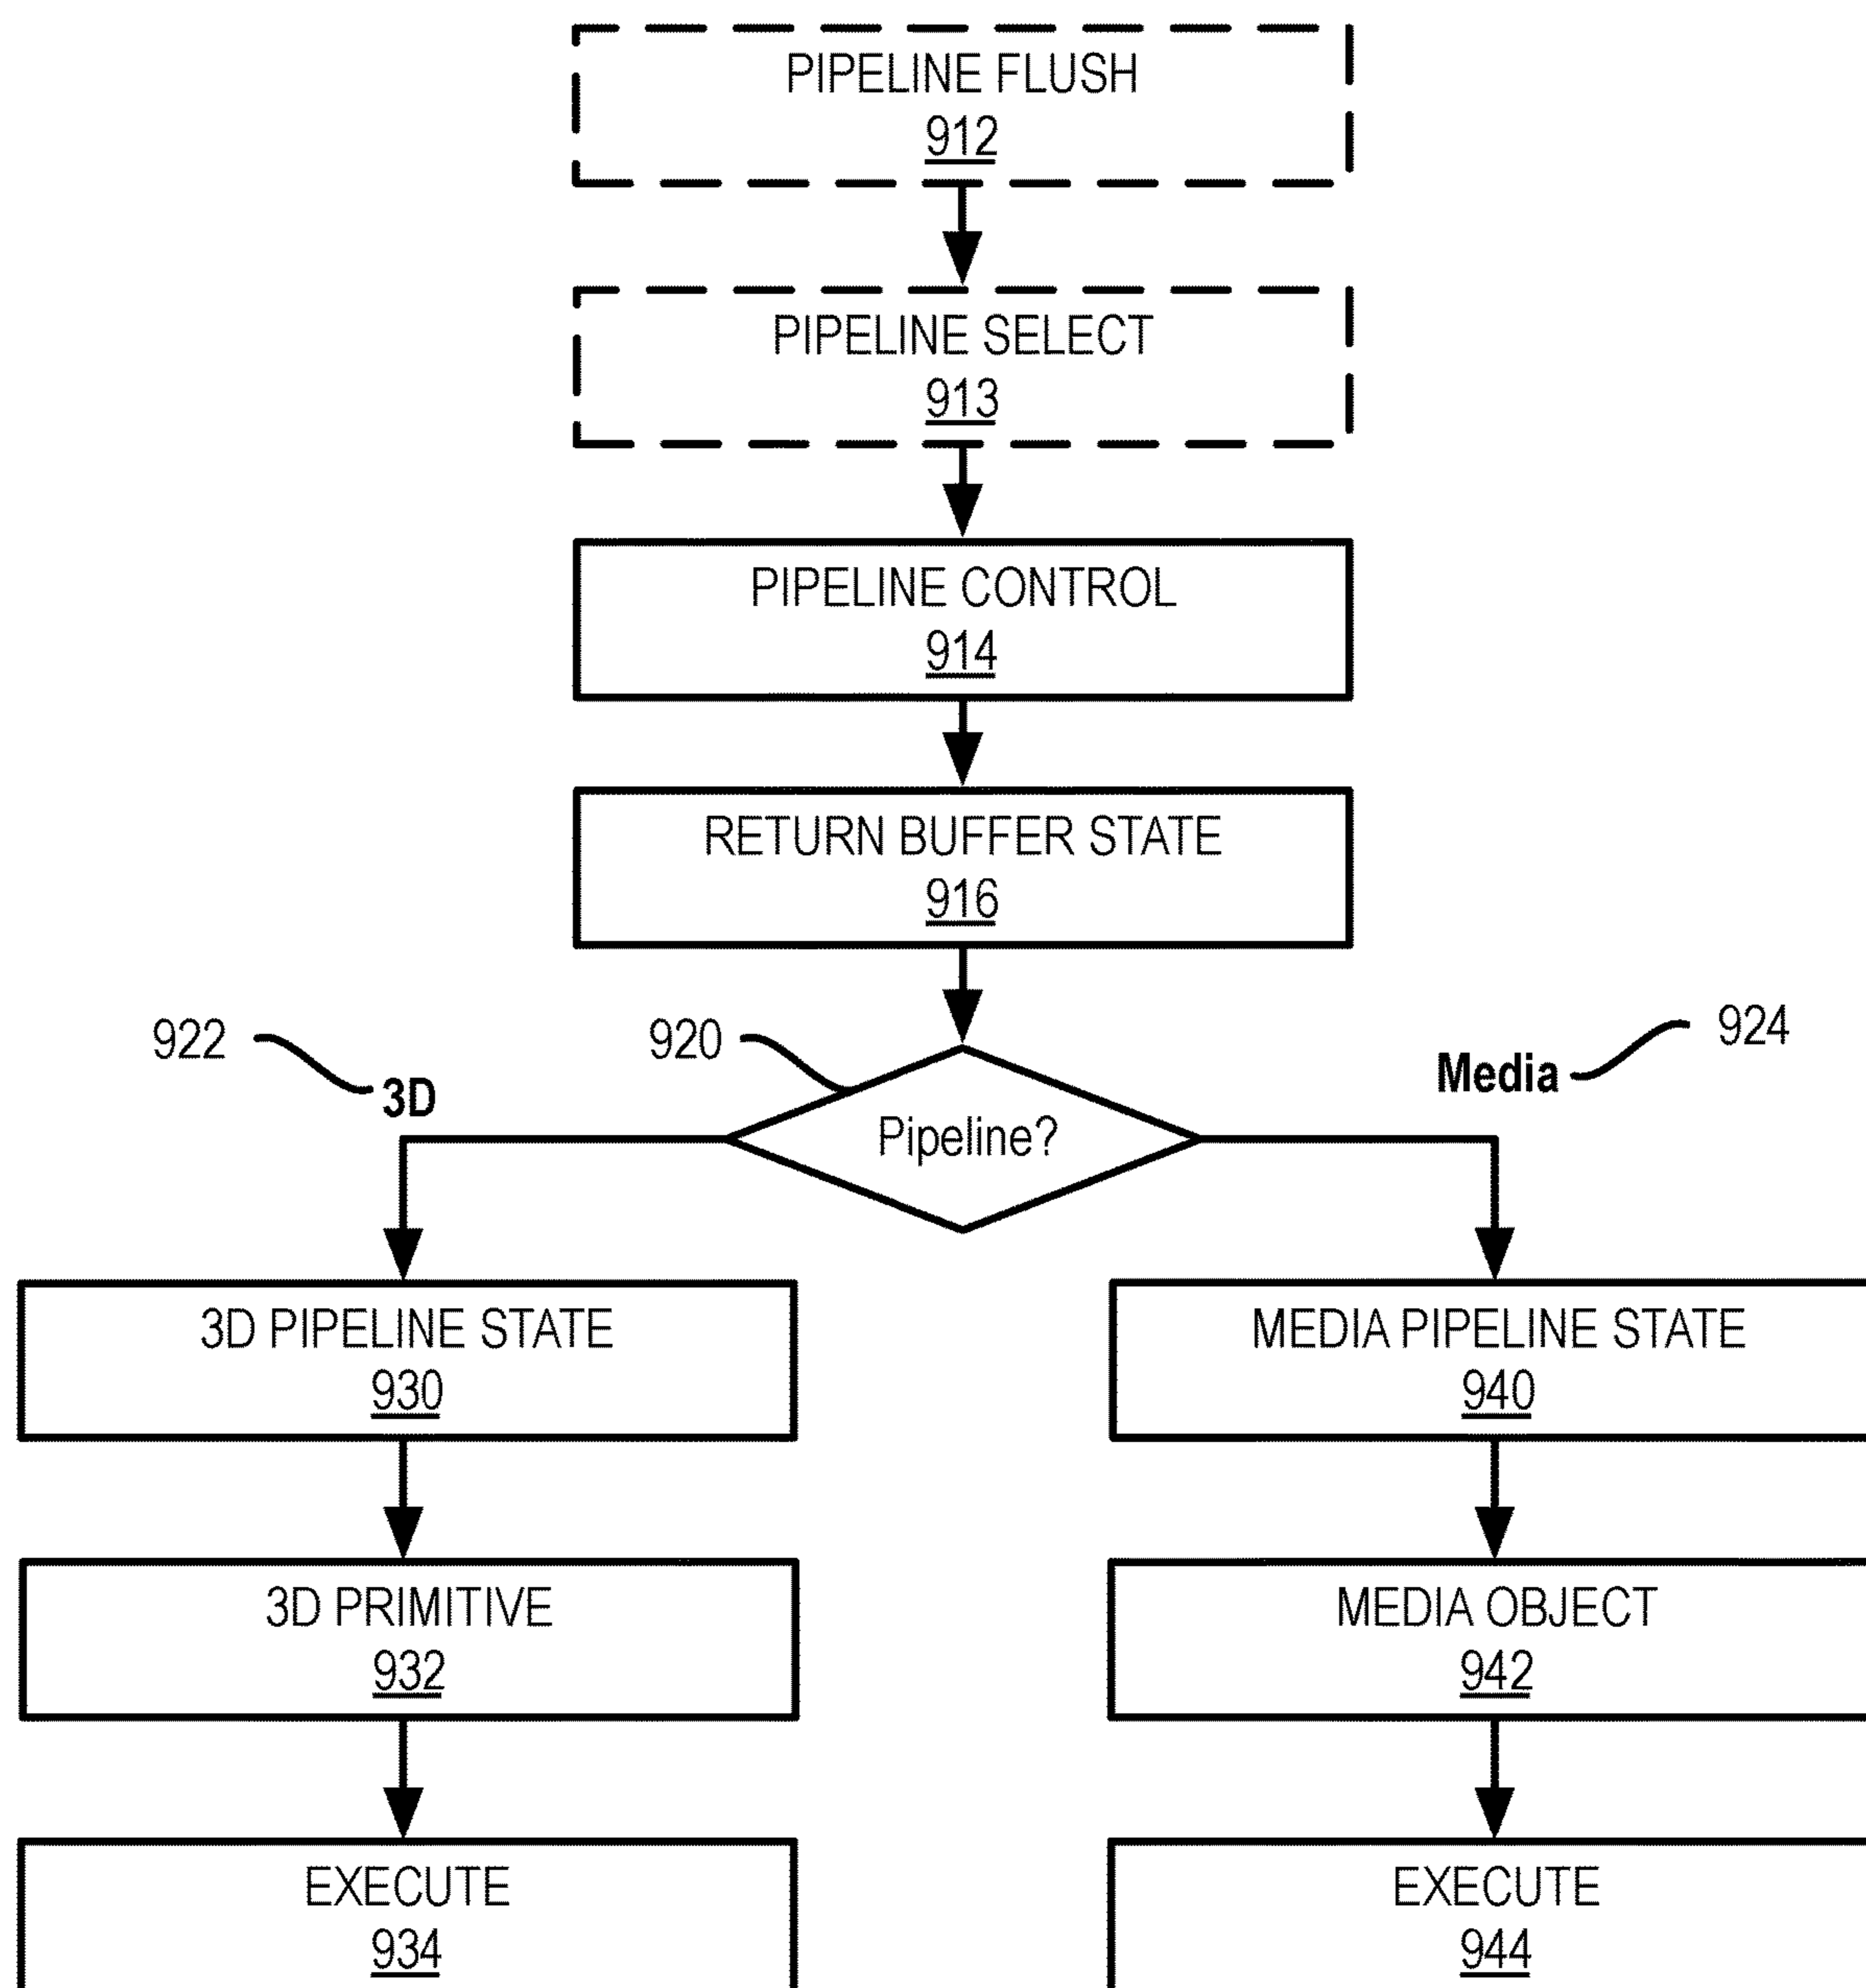 PIPELINE FLUSH
912
PIPELINE SELECT
913
PIPELINE CONTROL
914
RETURN BUFFER STATE
916
922
920
924
3D
Media
Pipeline?
3D PIPELINE STATE
930
MEDIA PIPELINE STATE
940
3D PRIMITIVE
932
MEDIA OBJECT
942
EXECUTE
934
EXECUTE
944